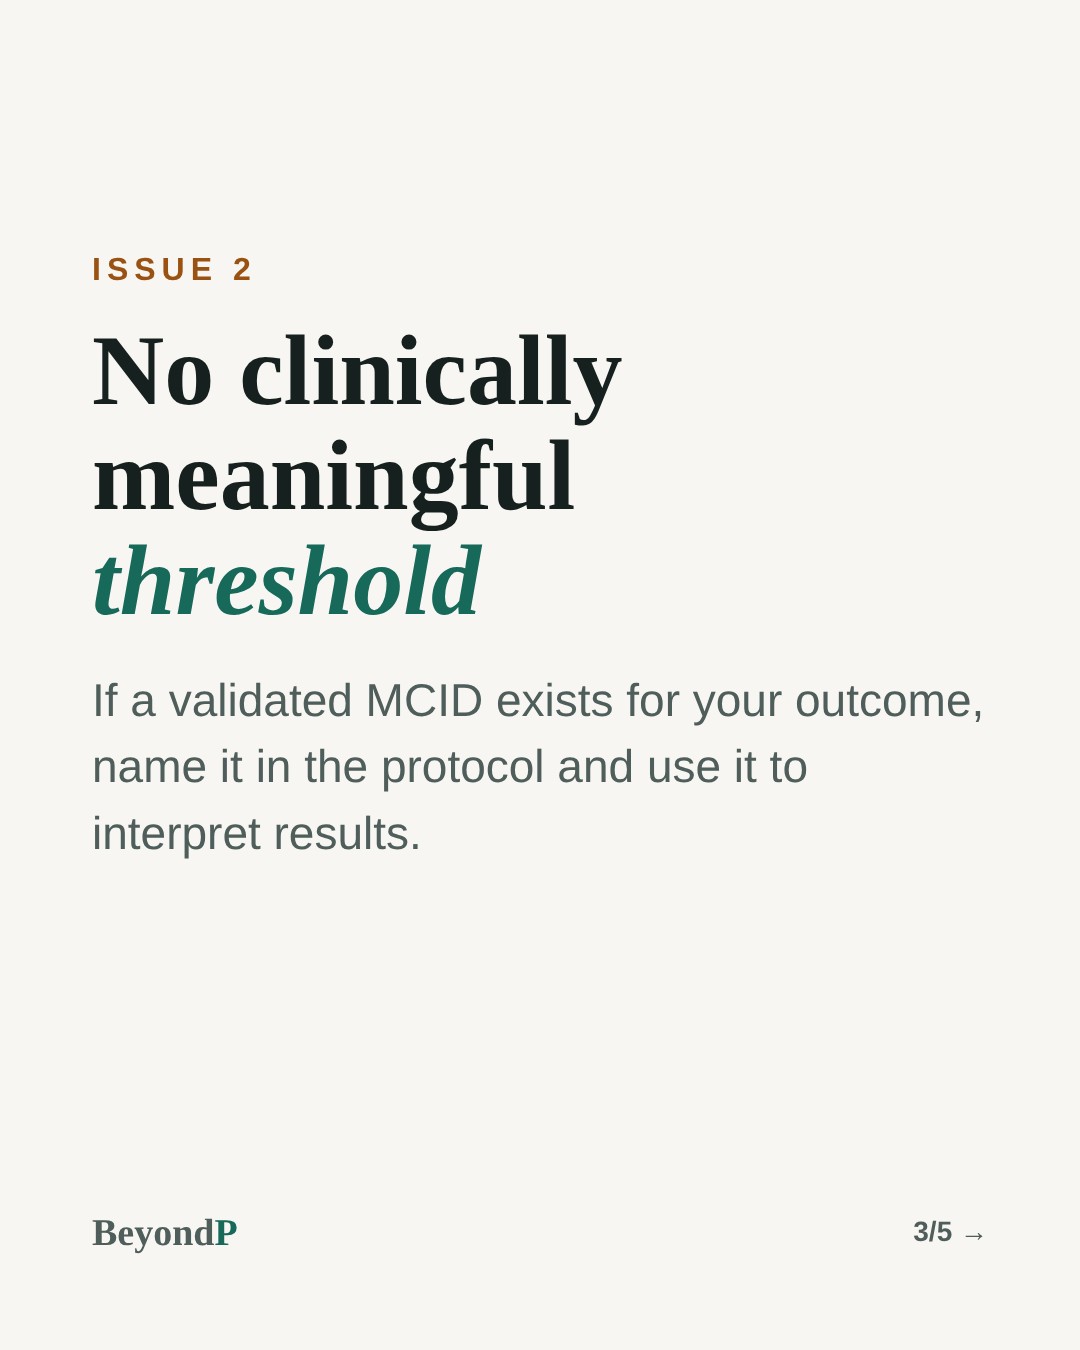 ISSUE 2
No clinically
meaningful
threshold
If a validated MCID exists for your outcome,
name it in the protocol and use it to
interpret results.
BeyondP
3/5 →